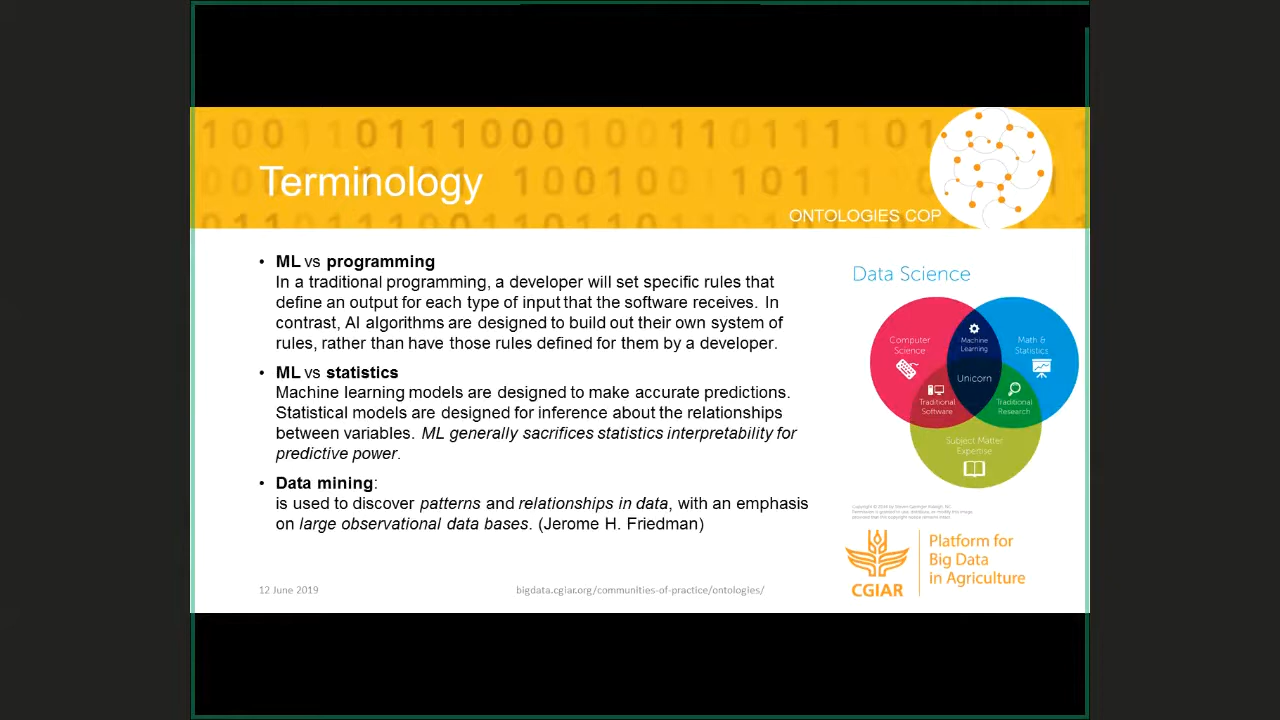 Terminology
ONTOLOGIES COP
• ML vs programming
In a traditional programming, a developer will set specific rules that
define an output for each type of input that the software receives. In
contrast, AI algorithms are designed to build out their own system of
rules, rather than have those rules defined for them by a developer.
• ML vs statistics
Machine learning models are designed to make accurate predictions.
Statistical models are designed for inference about the relationships
between variables. ML generally sacrifices statistics interpretability for
predictive power.
• Data mining:
is used to discover patterns and relationships in data, with an emphasis
on large observational data bases. (Jerome H. Friedman)
Data Science
Computer
Science
Machine
Learning
Math &
Statistics
Unicorn
Traditional
Software
Traditional
Research
Subject Matter
Expertise
CGIAR
Platform for
Big Data
in Agriculture
12 June 2019
bigdata.cgiar.org/communities-of-practice/ontologies/